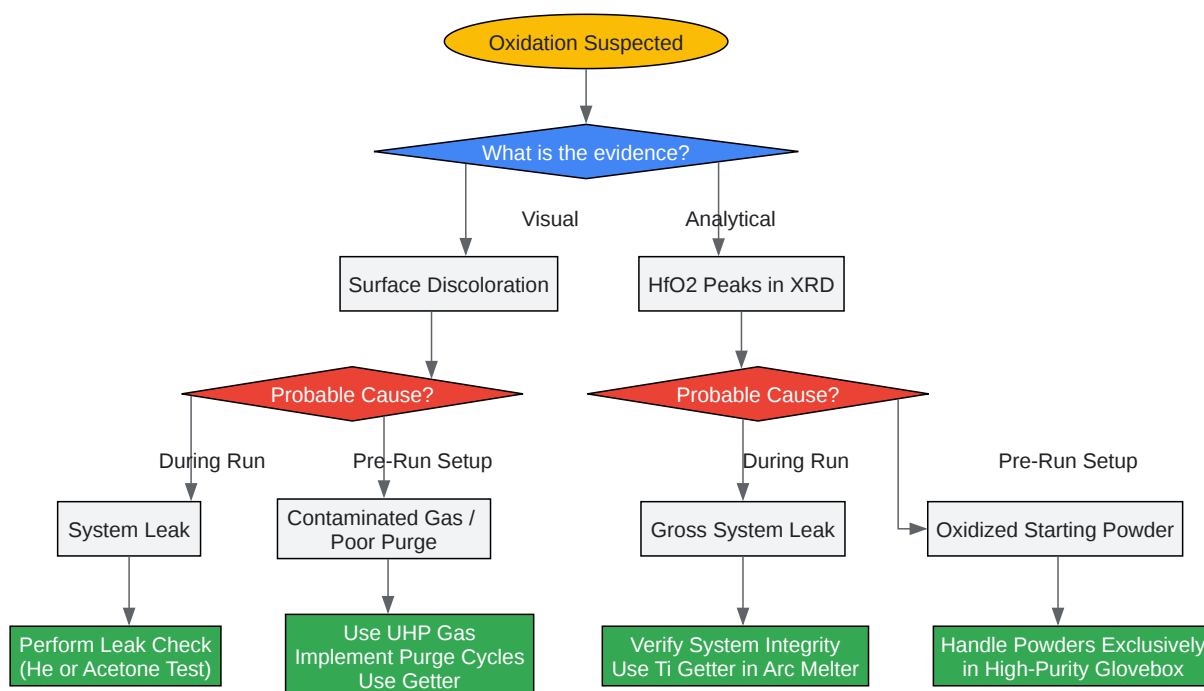 Oxidation Suspected
What is the evidence?
Visual
Analytical
Surface Discoloration
HfO2 Peaks in XRD
Probable Cause?
Probable Cause?
During Run
Pre-Run Setup
During Run
Pre-Run Setup
System Leak
Contaminated Gas /
Poor Purge
Gross System Leak
Oxidized Starting Powder
Perform Leak Check
(He or Acetone Test)
Use UHP Gas
Implement Purge Cycles
Use Getter
Verify System Integrity
Use Ti Getter in Arc Melter
Handle Powders Exclusively
in High-Purity Glovebox